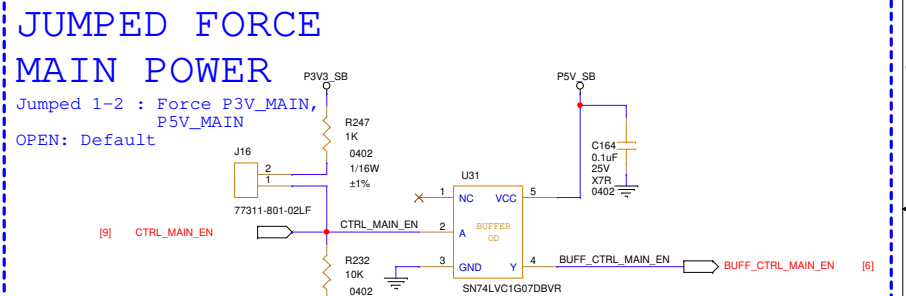 JUMPED FORCE
MAIN POWER
Jumped 1-2 : Force P3V_MAIN,
P5V_MAIN
OPEN: Default
P3V3_SB
R247
1K
0402
1/16W
±1%
J16
2
1
77311-801-02LF
[9] CTRL_MAIN_EN
CTRL_MAIN_EN
R232
10K
0402
P5V_SB
C164
0.1uF
25V
X7R
0402
U31
1 NC VCC 5
2 A BUFFER
OD
3 GND Y 4
SN74LVC1G07DBVR
BUFF_CTRL_MAIN_EN
BUFF_CTRL_MAIN_EN [6]